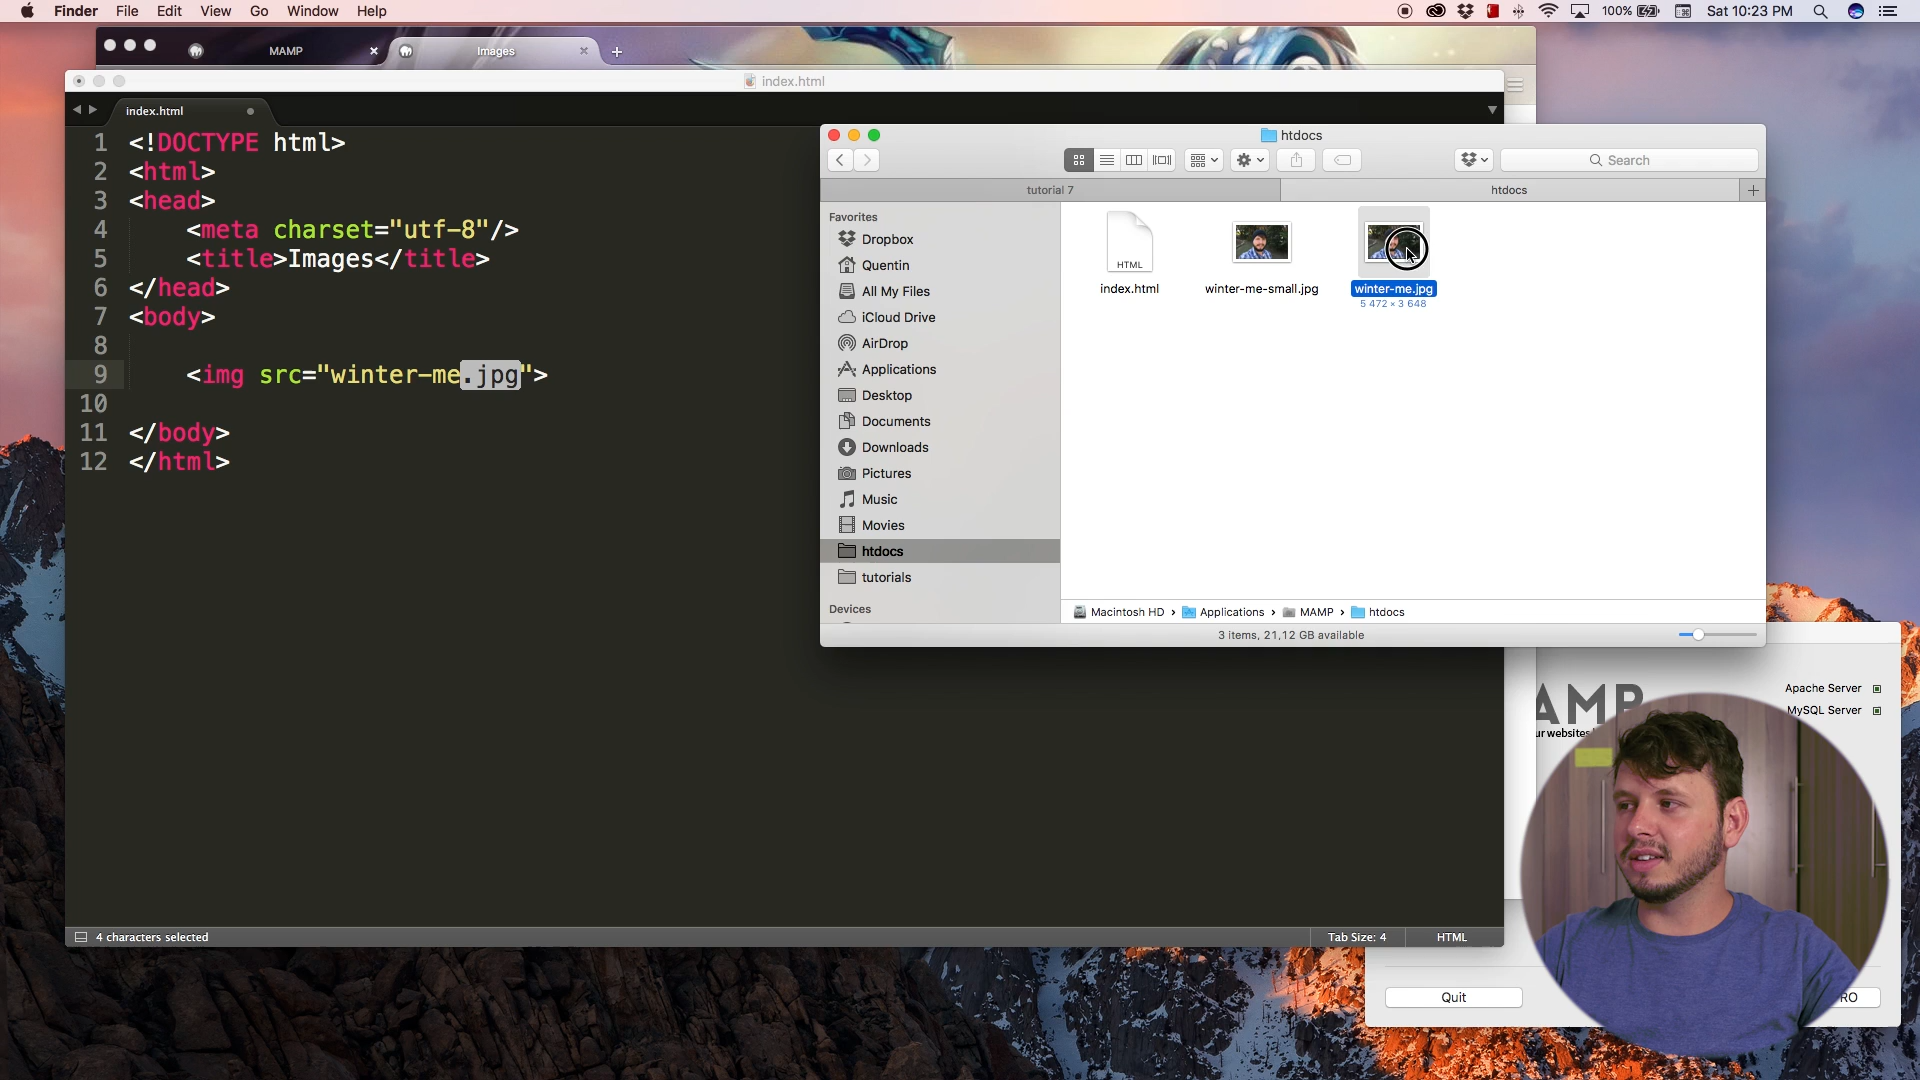 Finder File Edit View Go Window Help
100% Sat 10:23 PM
MAMP Images
index.html
index.html
1 <!DOCTYPE html>
2 <html>
3 <head>
4 <meta charset="utf-8"/>
5 <title>Images</title>
6 </head>
7 <body>
8
9 <img src="winter-me.jpg">
10
11 </body>
12 </html>
4 characters selected
Tab Size: 4 HTML
htdocs
Search
tutorial 7 htdocs
Favorites
Dropbox
Quentin
All My Files
iCloud Drive
AirDrop
Applications
Desktop
Documents
Downloads
Pictures
Music
Movies
htdocs
tutorials
Devices
HTML
index.html winter-me-small.jpg winter-me.jpg
5 472 × 3 648
Macintosh HD › Applications › MAMP › htdocs
3 items, 21,12 GB available
AMP
ur websites
Apache Server
MySQL Server
Quit
RO